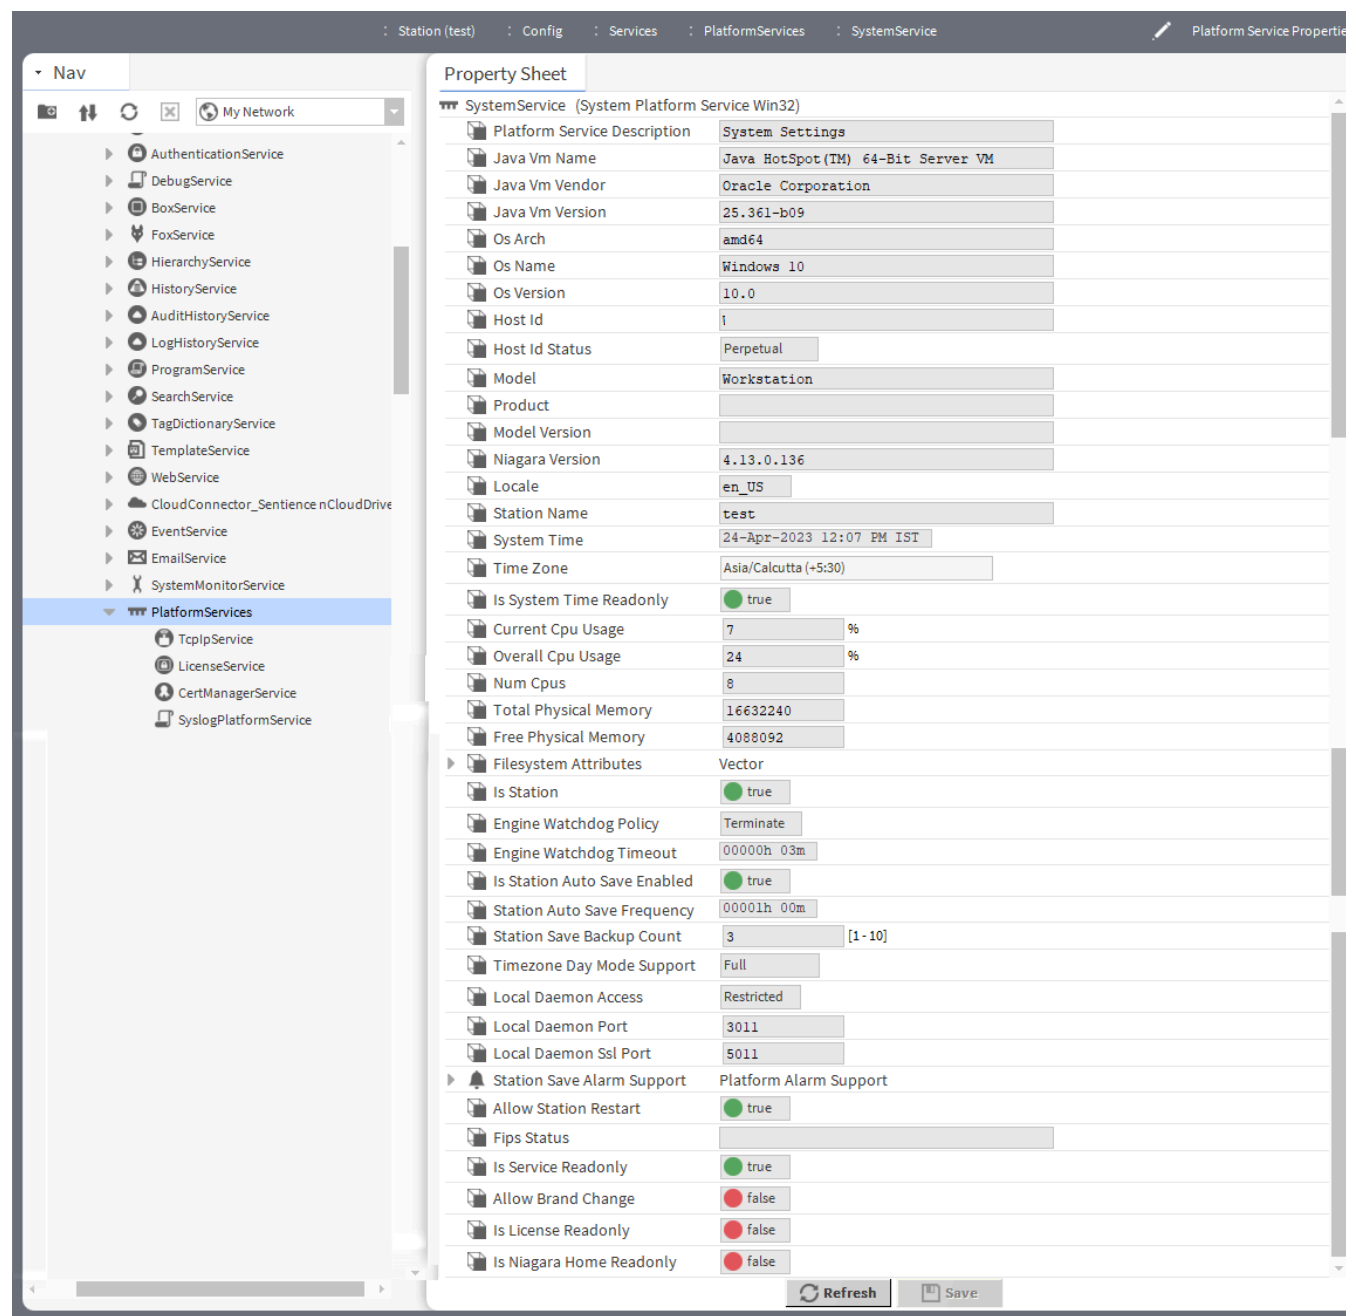 : Station (test) : Config : Services : PlatformServices : SystemService Platform Service Propertie
Nav
My Network
AuthenticationService
DebugService
BoxService
FoxService
HierarchyService
HistoryService
AuditHistoryService
LogHistoryService
ProgramService
SearchService
TagDictionaryService
TemplateService
WebService
CloudConnector_SentiencenCloudDrive
EventService
EmailService
SystemMonitorService
PlatformServices
TcpIpService
LicenseService
CertManagerService
SyslogPlatformService
Property Sheet
SystemService (System Platform Service Win32)
Platform Service Description System Settings
Java Vm Name Java HotSpot(TM) 64-Bit Server VM
Java Vm Vendor Oracle Corporation
Java Vm Version 25.361-b09
Os Arch amd64
Os Name Windows 10
Os Version 10.0
Host Id
Host Id Status Perpetual
Model Workstation
Product
Model Version
Niagara Version 4.13.0.136
Locale en_US
Station Name test
System Time 24-Apr-2023 12:07 PM IST
Time Zone Asia/Calcutta (+5:30)
Is System Time Readonly true
Current Cpu Usage 7 %
Overall Cpu Usage 24 %
Num Cpus 8
Total Physical Memory 16632240
Free Physical Memory 4088092
Filesystem Attributes Vector
Is Station true
Engine Watchdog Policy Terminate
Engine Watchdog Timeout 00000h 03m
Is Station Auto Save Enabled true
Station Auto Save Frequency 00001h 00m
Station Save Backup Count 3 [1 - 10]
Timezone Day Mode Support Full
Local Daemon Access Restricted
Local Daemon Port 3011
Local Daemon Ssl Port 5011
Station Save Alarm Support Platform Alarm Support
Allow Station Restart true
Fips Status
Is Service Readonly true
Allow Brand Change false
Is License Readonly false
Is Niagara Home Readonly false
Refresh Save